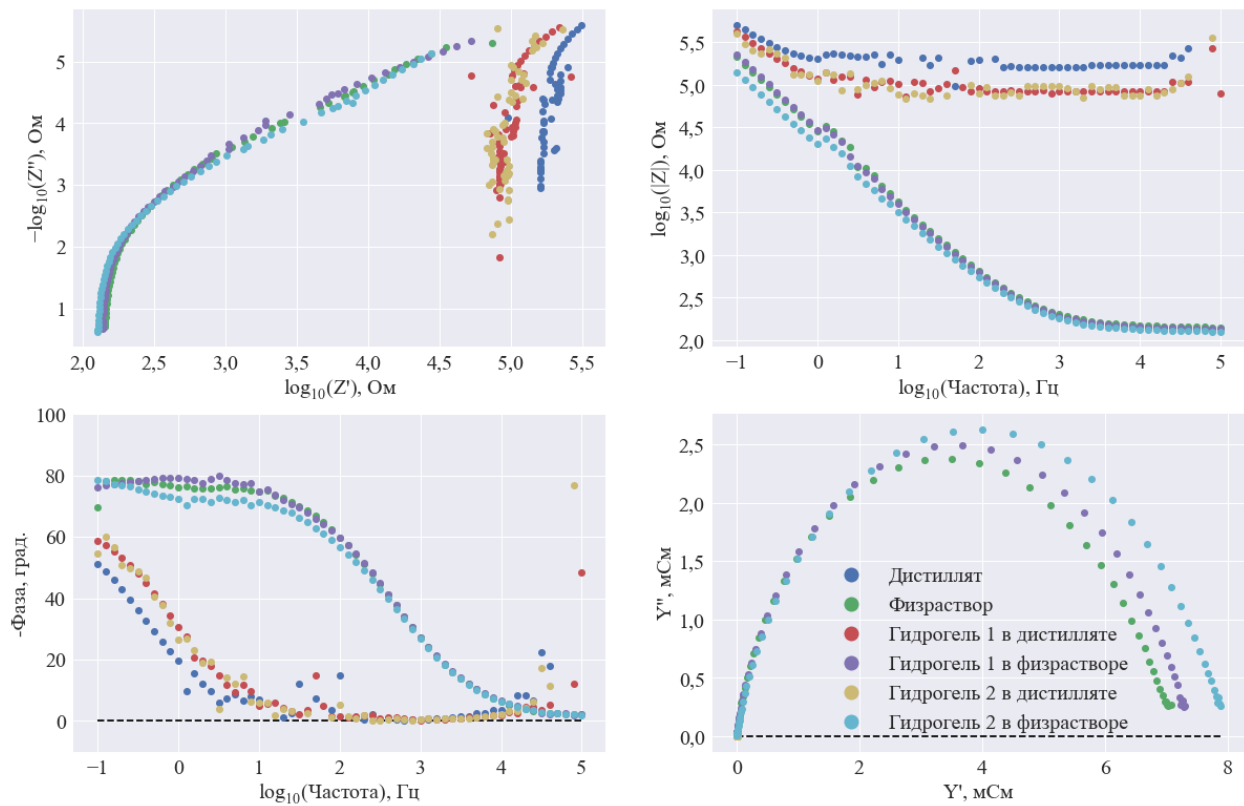 5
4
3
2
1
−log₁₀(Z''), Ом
2,0 2,5 3,0 3,5 4,0 4,5 5,0 5,5
log₁₀(Z'), Ом
5,5
5,0
4,5
4,0
3,5
3,0
2,5
2,0
log₁₀(|Z|), Ом
−1 0 1 2 3 4 5
log₁₀(Частота), Гц
100
80
60
40
20
0
-Фаза, град.
−1 0 1 2 3 4 5
log₁₀(Частота), Гц
2,5
2,0
1,5
1,0
0,5
0,0
Y'', мСм
Дистиллят
Физраствор
Гидрогель 1 в дистилляте
Гидрогель 1 в физрастворе
Гидрогель 2 в дистилляте
Гидрогель 2 в физрастворе
0 2 4 6 8
Y', мСм